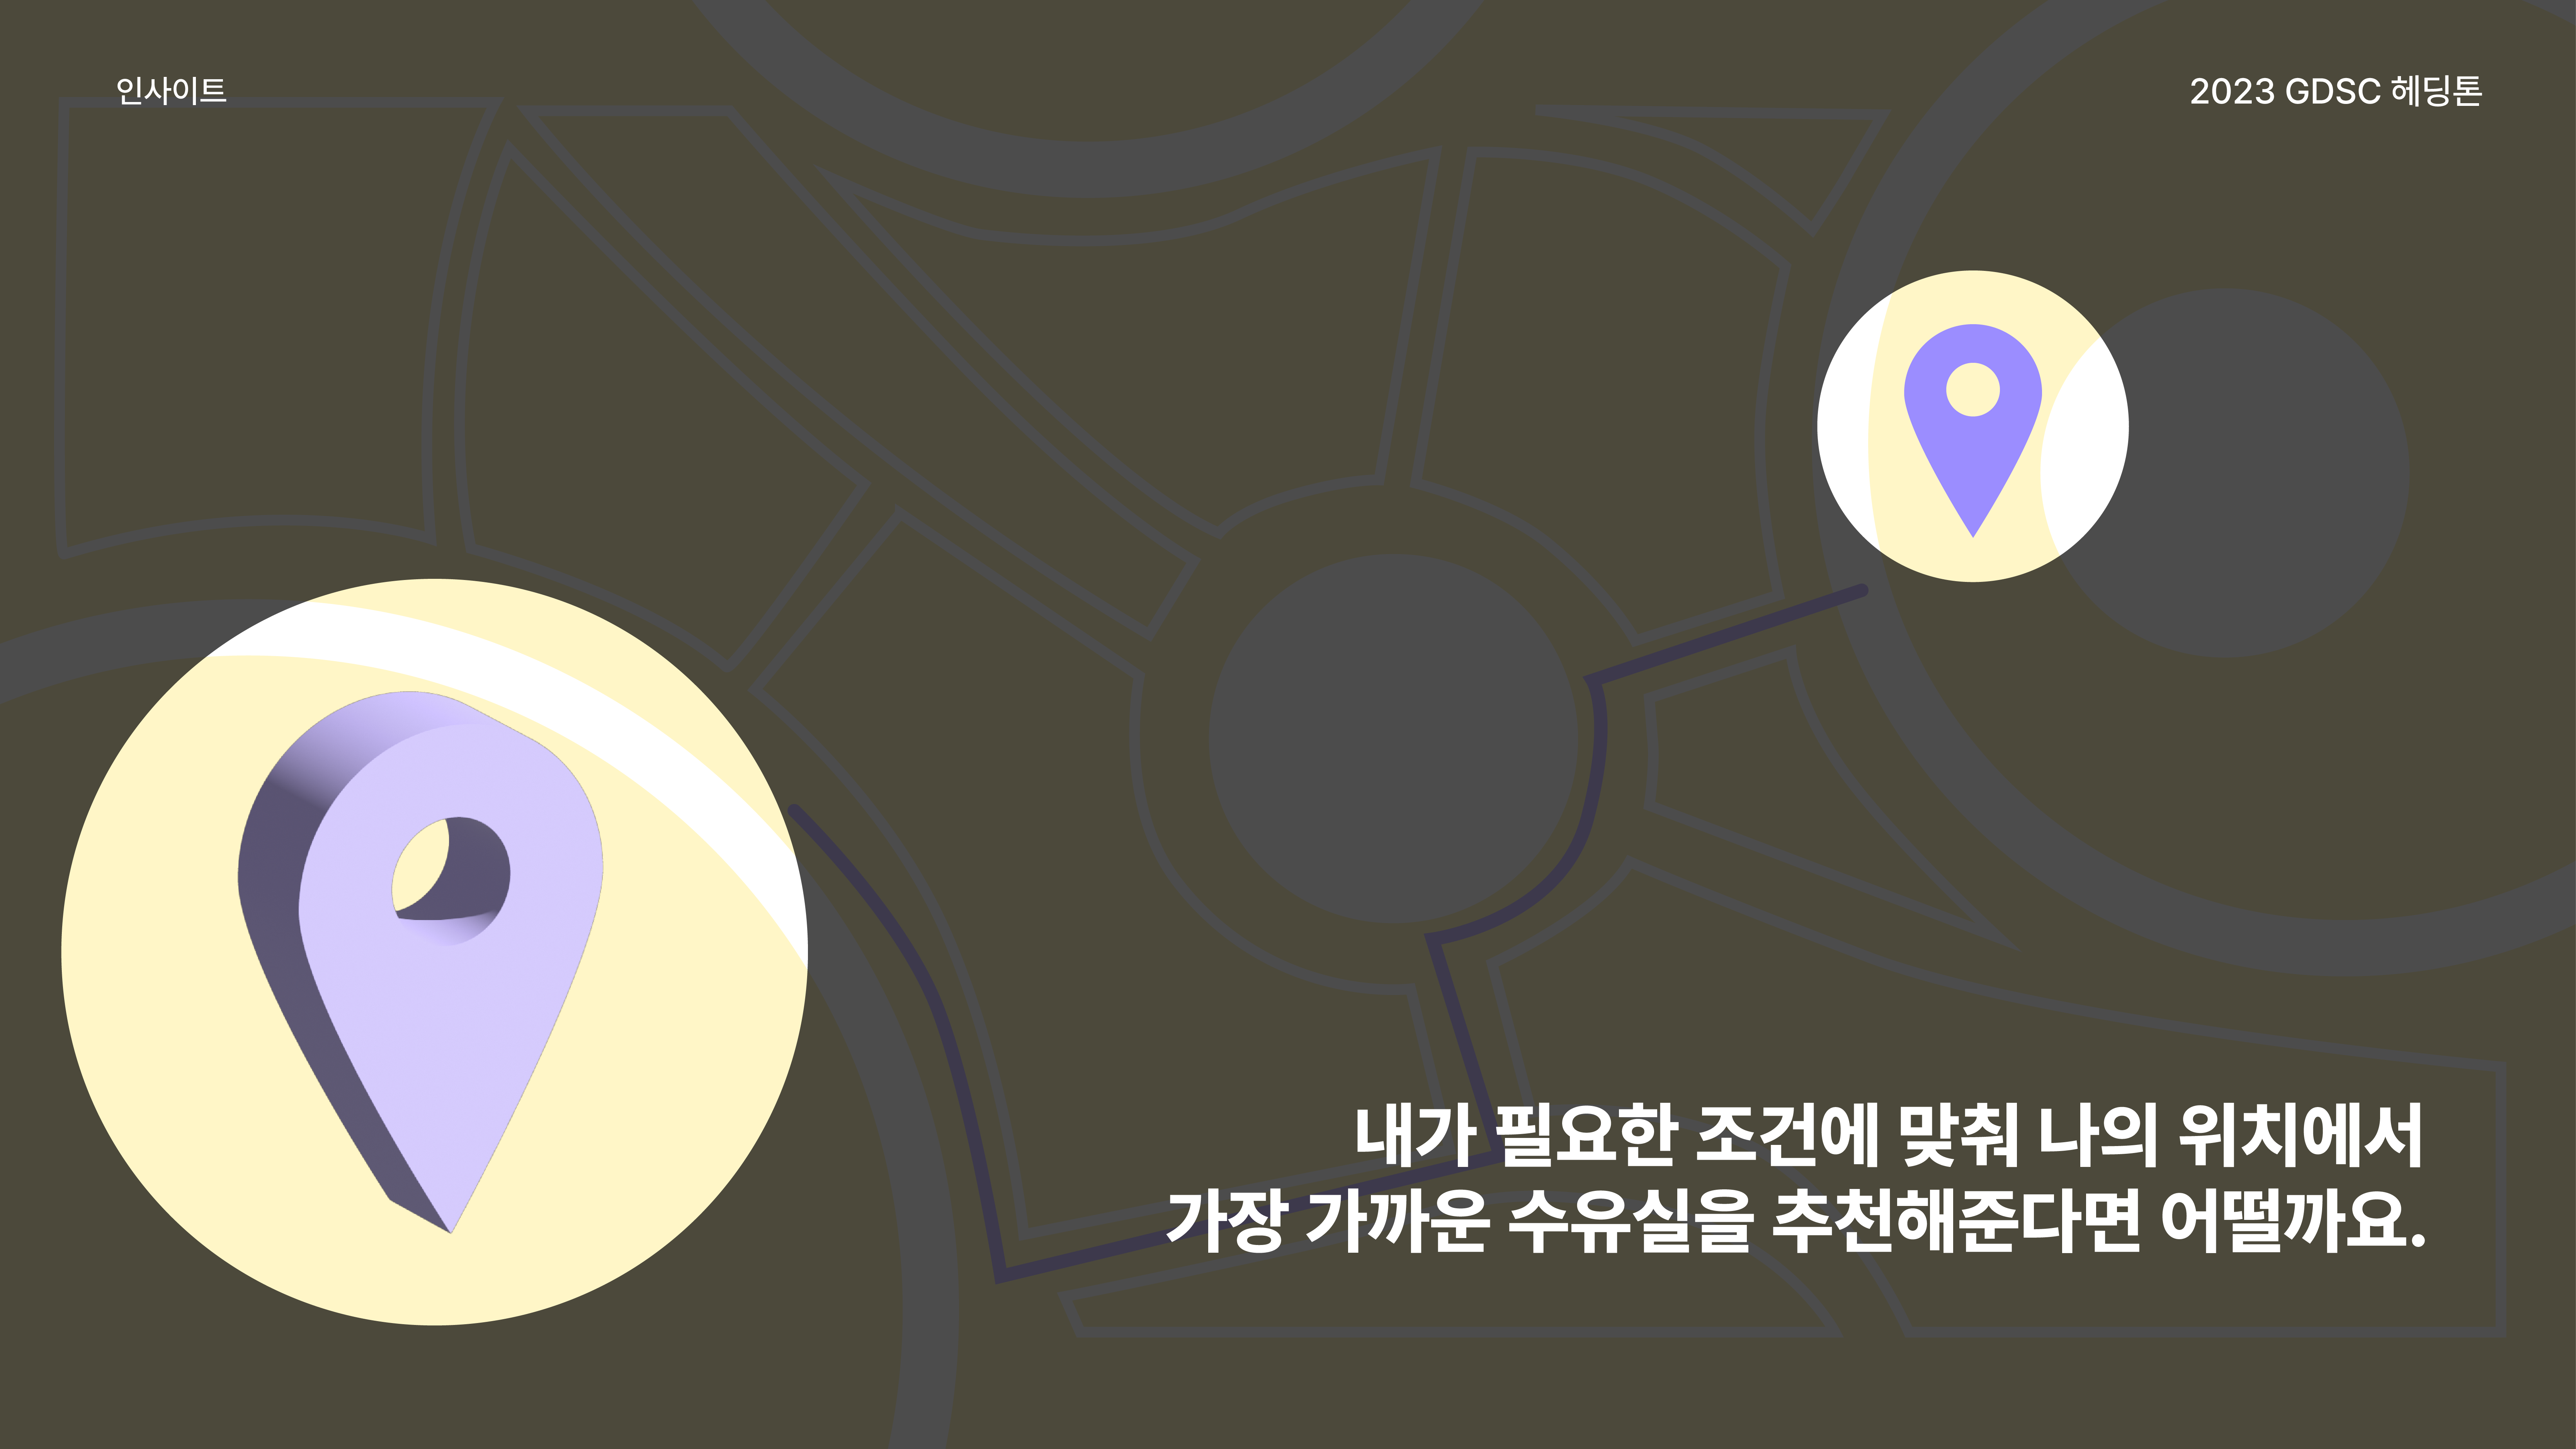 인사이트
2023 GDSC 헤딩톤
내가 필요한 조건에 맞춰 나의 위치에서
가장 가까운 수유실을 추천해준다면 어떨까요.